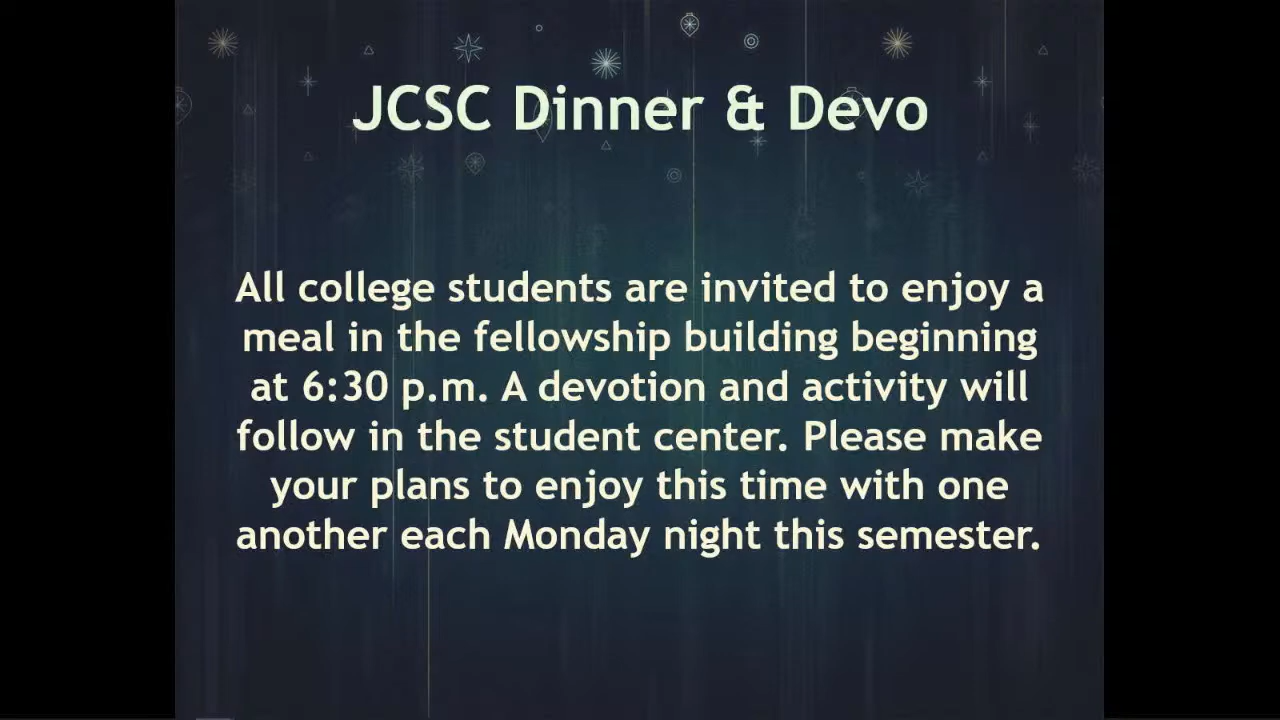 JCSC Dinner & Devo
All college students are invited to enjoy a
meal in the fellowship building beginning
at 6:30 p.m. A devotion and activity will
follow in the student center. Please make
your plans to enjoy this time with one
another each Monday night this semester.